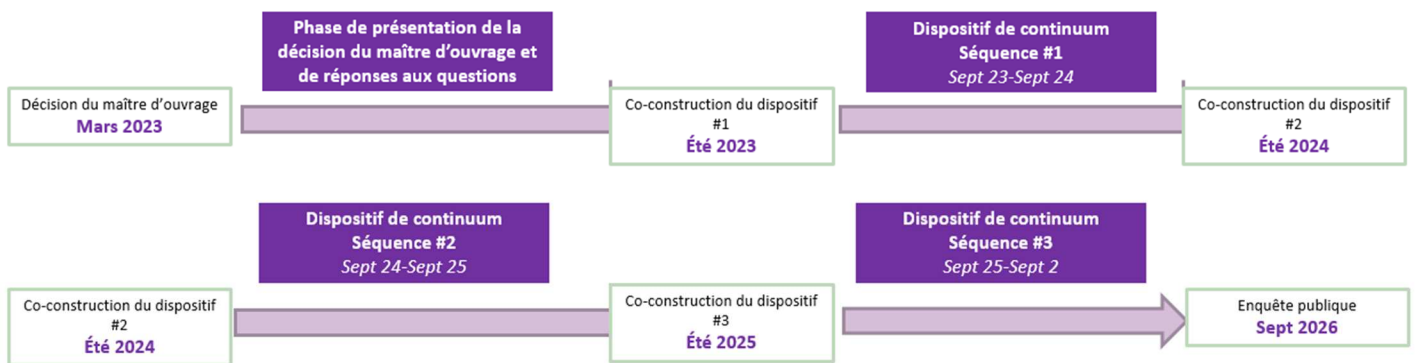 Phase de présentation de la
décision du maître d’ouvrage et
de réponses aux questions
Dispositif de continuum
Séquence #1
Sept 23-Sept 24
Décision du maître d’ouvrage
Mars 2023
Co-construction du dispositif
#1
Été 2023
Co-construction du dispositif
#2
Été 2024
Dispositif de continuum
Séquence #2
Sept 24-Sept 25
Dispositif de continuum
Séquence #3
Sept 25-Sept 2
Co-construction du dispositif
#2
Été 2024
Co-construction du dispositif
#3
Été 2025
Enquête publique
Sept 2026